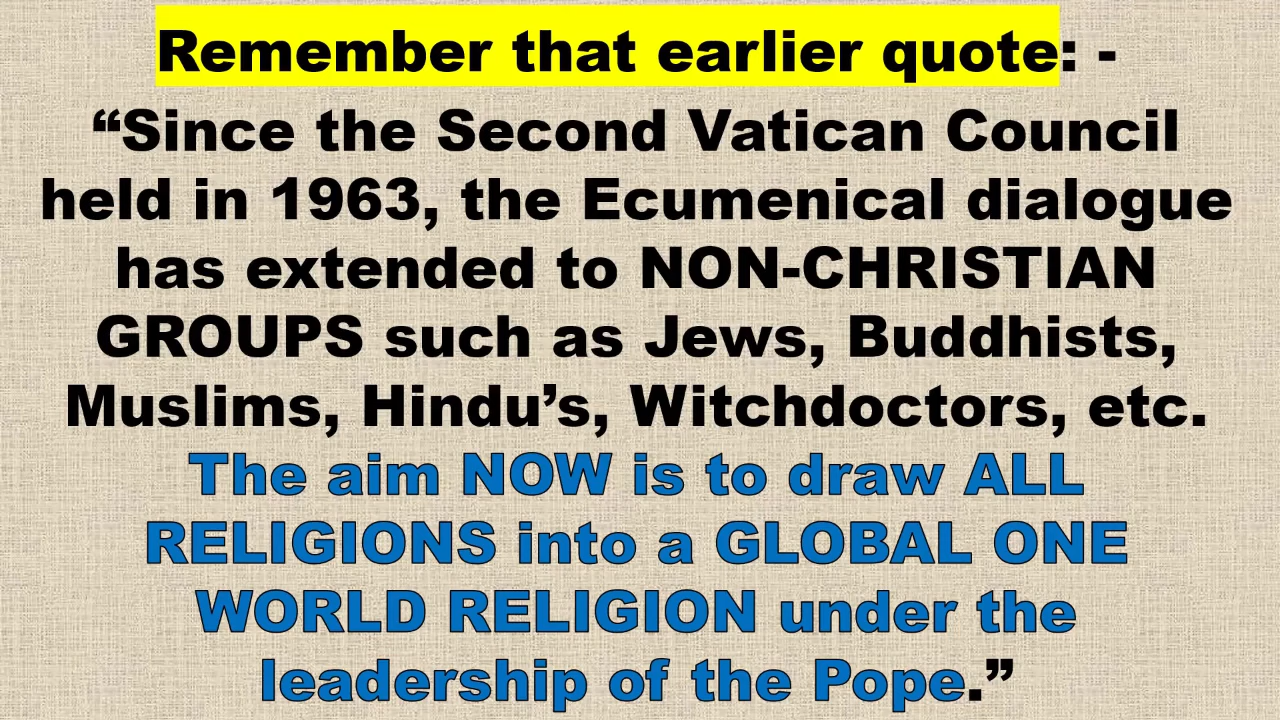 Remember that earlier quote: -
“Since the Second Vatican Council
held in 1963, the Ecumenical dialogue
has extended to NON-CHRISTIAN
GROUPS such as Jews, Buddhists,
Muslims, Hindu’s, Witchdoctors, etc.
The aim NOW is to draw ALL
RELIGIONS into a GLOBAL ONE
WORLD RELIGION under the
leadership of the Pope.”